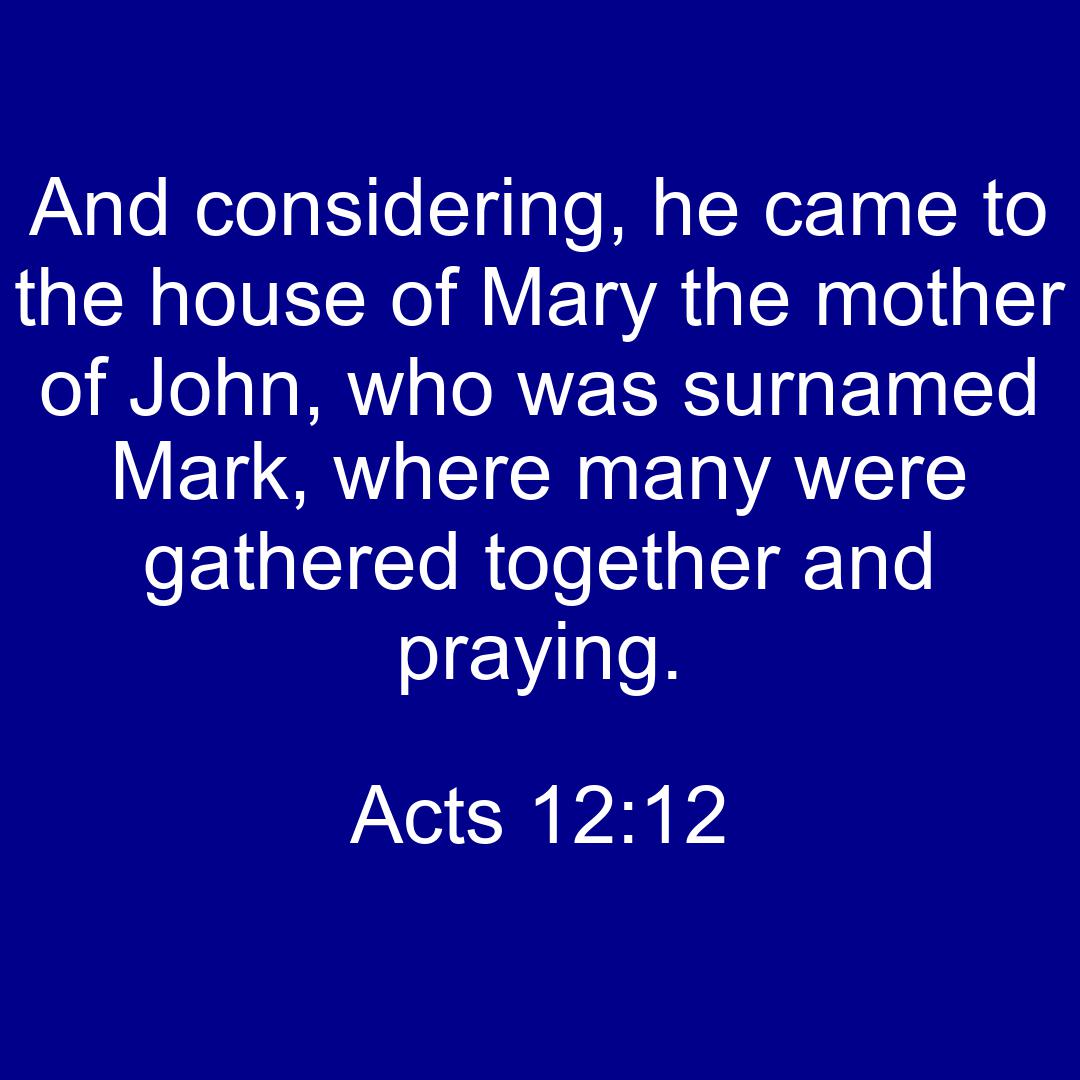 And considering, he came to
the house of Mary the mother
of John, who was surnamed
Mark, where many were
gathered together and
praying.
Acts 12:12